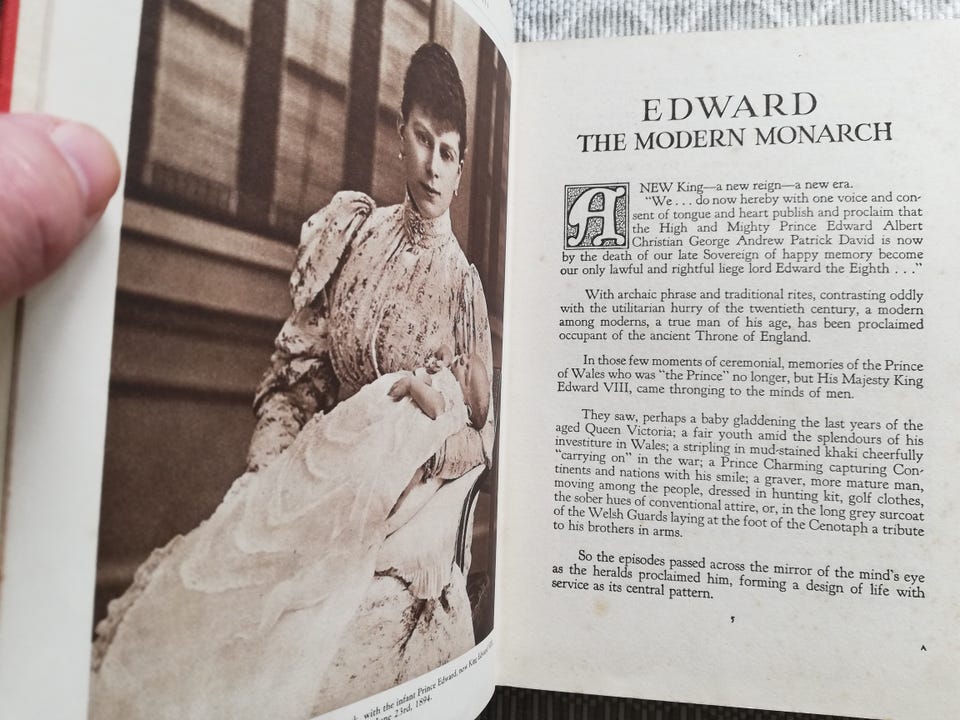 with the infant Prince Edward, now King Edward
June 23rd, 1894.
EDWARD
THE MODERN MONARCH
A NEW King—a new reign—a new era.
"We . . . do now hereby with one voice and con-
sent of tongue and heart publish and proclaim that
the High and Mighty Prince Edward Albert
Christian George Andrew Patrick David is now
by the death of our late Sovereign of happy memory become
our only lawful and rightful liege lord Edward the Eighth . . ."
With archaic phrase and traditional rites, contrasting oddly
with the utilitarian hurry of the twentieth century, a modern
among moderns, a true man of his age, has been proclaimed
occupant of the ancient Throne of England.
In those few moments of ceremonial, memories of the Prince
of Wales who was "the Prince" no longer, but His Majesty King
Edward VIII, came thronging to the minds of men.
They saw, perhaps a baby gladdening the last years of the
aged Queen Victoria; a fair youth amid the splendours of his
investiture in Wales; a stripling in mud-stained khaki cheerfully
"carrying on" in the war; a Prince Charming capturing Con-
tinents and nations with his smile; a graver, more mature man,
moving among the people, dressed in hunting kit, golf clothes,
the sober hues of conventional attire, or, in the long grey surcoat
of the Welsh Guards laying at the foot of the Cenotaph a tribute
to his brothers in arms.
So the episodes passed across the mirror of the mind's eye
as the heralds proclaimed him, forming a design of life with
service as its central pattern.
5
A